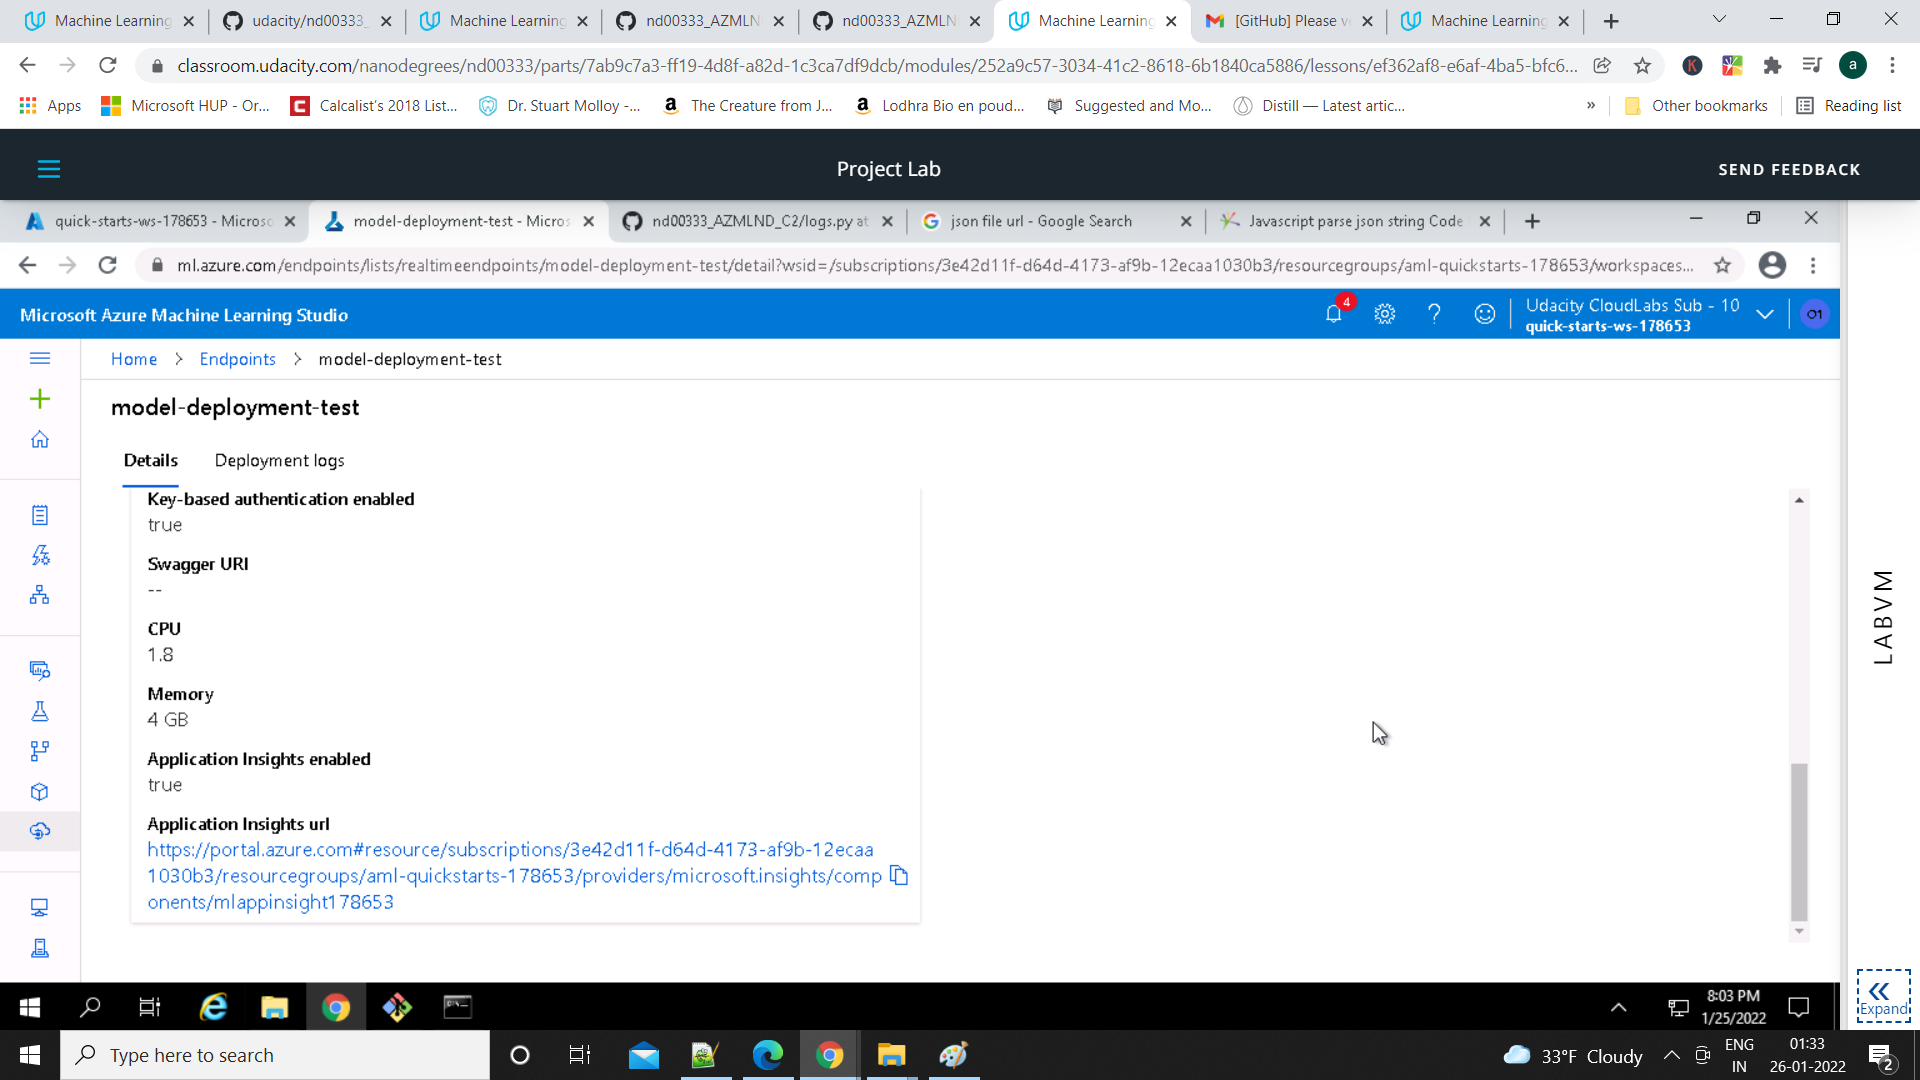 Machine Learning
udacity/nd00333_
Machine Learning
nd00333_AZMLN
nd00333_AZMLN
Machine Learning
[GitHub] Please ve
Machine Learning
classroom.udacity.com/nanodegrees/nd00333/parts/7ab9c7a3-ff19-4d8f-a82d-1c3ca7df9dcb/modules/252a9c57-3034-41c2-8618-6b1840ca5886/lessons/ef362af8-e6af-4ba5-bfc6...
K
a
Apps
Microsoft HUP - Or...
Calcalist's 2018 List...
Dr. Stuart Molloy -...
The Creature from J...
Lodhra Bio en poud...
Suggested and Mo...
Distill — Latest artic...
»
Other bookmarks
Reading list
Project Lab
SEND FEEDBACK
quick-starts-ws-178653 - Microso
model-deployment-test - Micros
nd00333_AZMLND_C2/logs.py at
json file url - Google Search
Javascript parse json string Code
ml.azure.com/endpoints/lists/realtimeendpoints/model-deployment-test/detail?wsid=/subscriptions/3e42d11f-d64d-4173-af9b-12ecaa1030b3/resourcegroups/aml-quickstarts-178653/workspaces...
Microsoft Azure Machine Learning Studio
4
Udacity CloudLabs Sub - 10
quick-starts-ws-178653
O1
Home > Endpoints > model-deployment-test
model-deployment-test
Details
Deployment logs
Key-based authentication enabled
true
Swagger URI
--
CPU
1.8
Memory
4 GB
Application Insights enabled
true
Application Insights url
https://portal.azure.com#resource/subscriptions/3e42d11f-d64d-4173-af9b-12ecaa
1030b3/resourcegroups/aml-quickstarts-178653/providers/microsoft.insights/comp
onents/mlappinsight178653
LABVM
Expand
8:03 PM
1/25/2022
Type here to search
33°F Cloudy
ENG
IN
01:33
26-01-2022
2